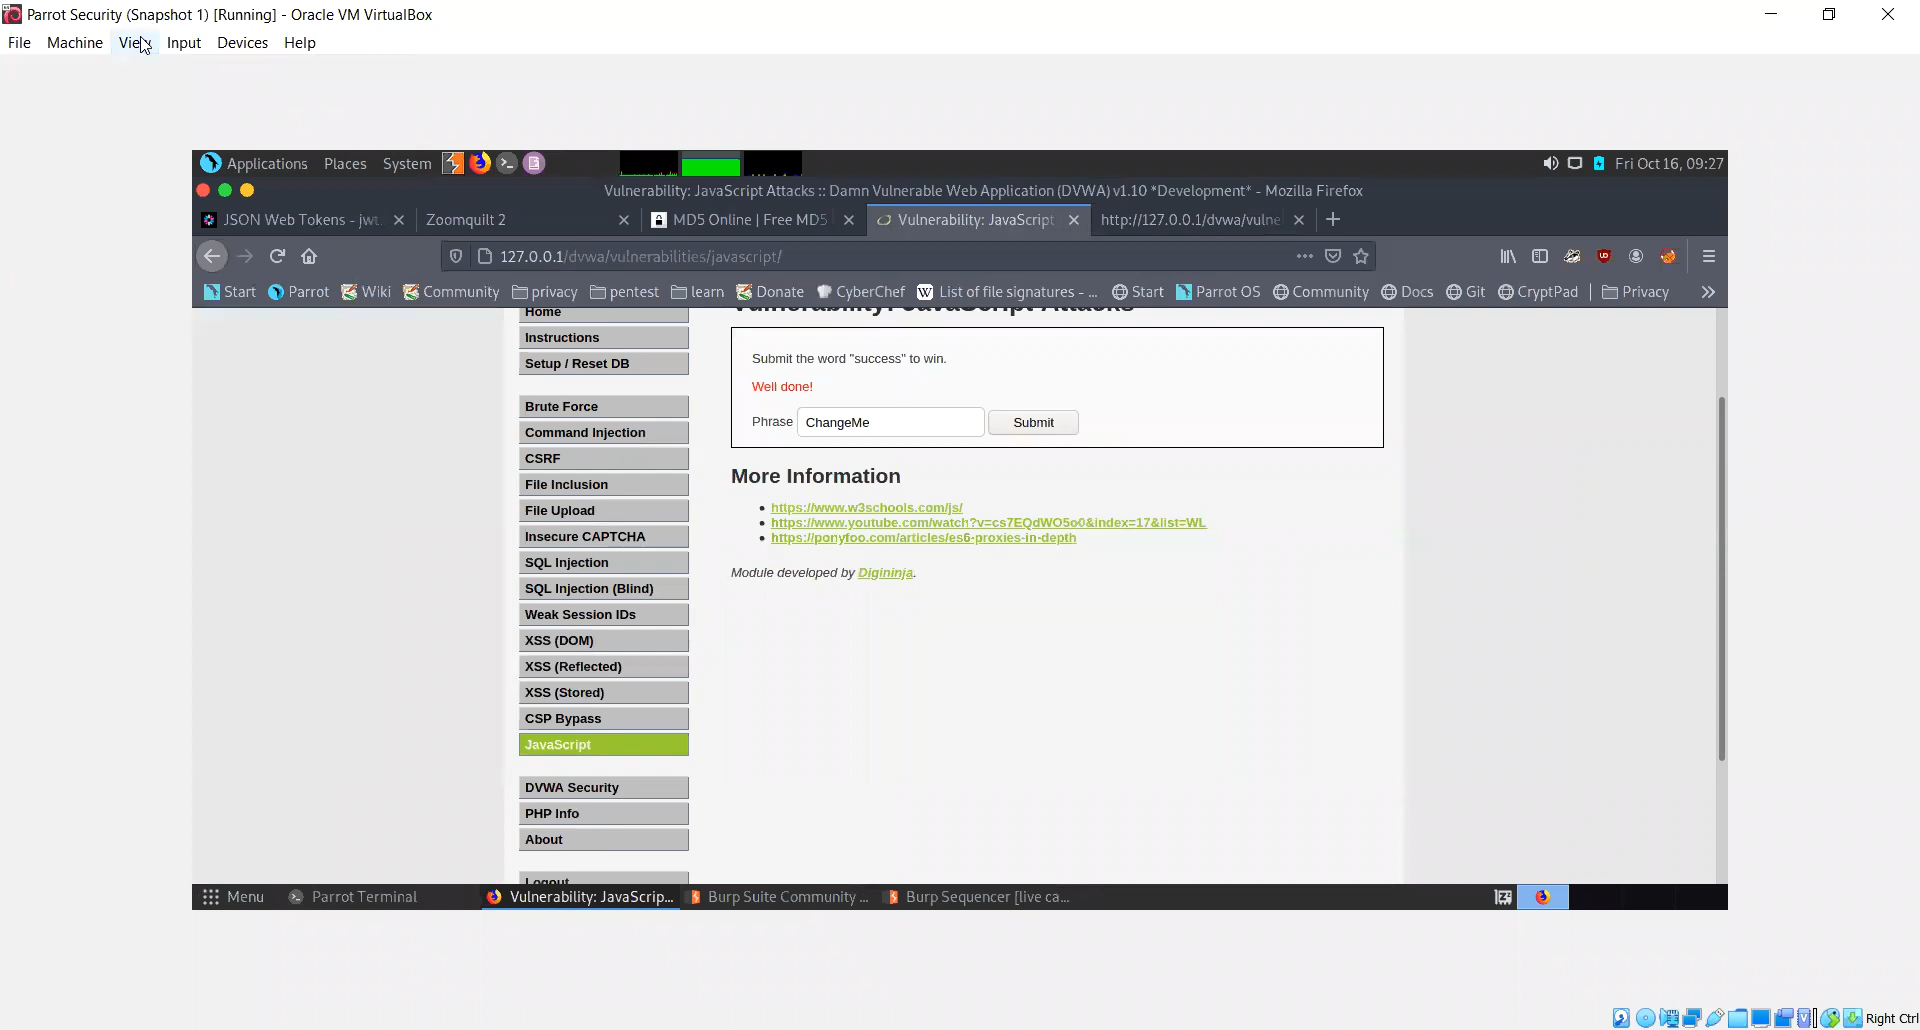 Parrot Security (Snapshot 1) [Running] - Oracle VM VirtualBox
File Machine View Input Devices Help
Applications Places System Fri Oct 16, 09:27
Vulnerability: JavaScript Attacks :: Damn Vulnerable Web Application (DVWA) v1.10 *Development* - Mozilla Firefox
JSON Web Tokens - jwt. Zoomquilt 2 MD5 Online | Free MD5 Vulnerability: JavaScript http://127.0.0.1/dvwa/vulne
127.0.0.1/dvwa/vulnerabilities/javascript/
Start Parrot Wiki Community privacy pentest learn Donate CyberChef List of file signatures - ... Start Parrot OS Community Docs Git CryptPad Privacy
Vulnerability: JavaScript Attacks
Home
Instructions
Setup / Reset DB
Brute Force
Command Injection
CSRF
File Inclusion
File Upload
Insecure CAPTCHA
SQL Injection
SQL Injection (Blind)
Weak Session IDs
XSS (DOM)
XSS (Reflected)
XSS (Stored)
CSP Bypass
JavaScript
DVWA Security
PHP Info
About
Logout
Submit the word "success" to win.
Well done!
Phrase ChangeMe Submit
More Information
https://www.w3schools.com/js/
https://www.youtube.com/watch?v=cs7EQdWO5o0&index=17&list=WL
https://ponyfoo.com/articles/es6-proxies-in-depth
Module developed by Digininja.
Menu Parrot Terminal Vulnerability: JavaScrip... Burp Suite Community ... Burp Sequencer [live ca...
Right Ctrl